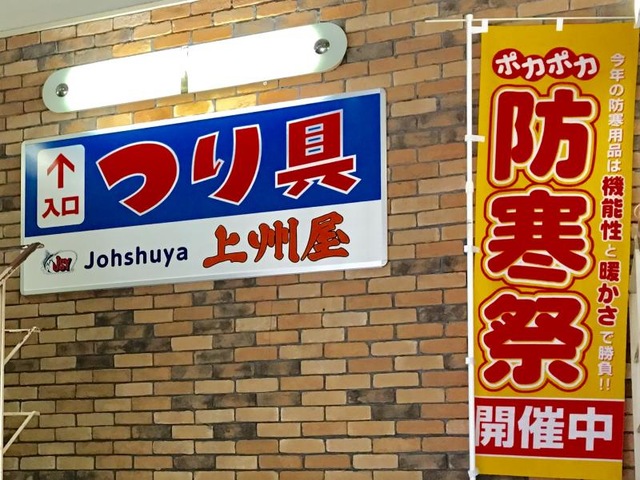 ↑
入口
つり具
JSY
Johshuya
上州屋
ポカポカ
防寒祭
今年の防寒用品は機能性と暖かさで勝負!!
開催中